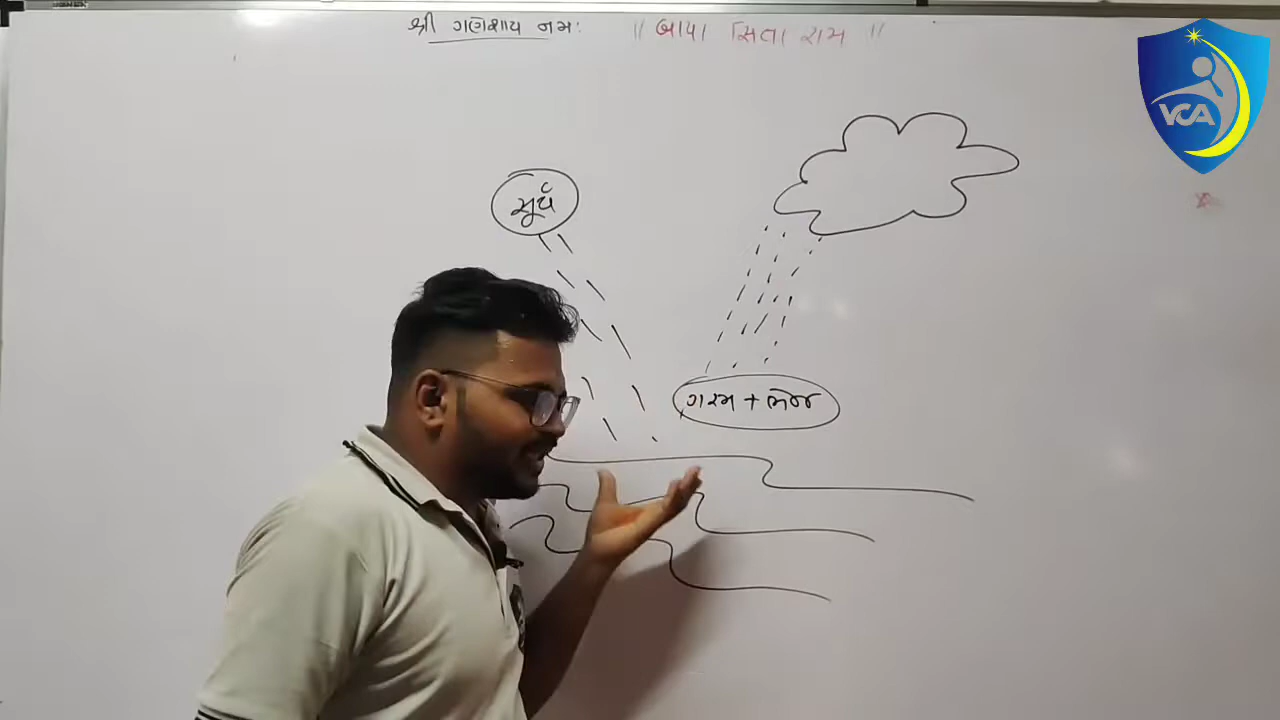 શ્રી ગણેશાય નમઃ || બાપા સિતા રામ ||
સૂર્ય
ગરમ + ભેજ
VCA